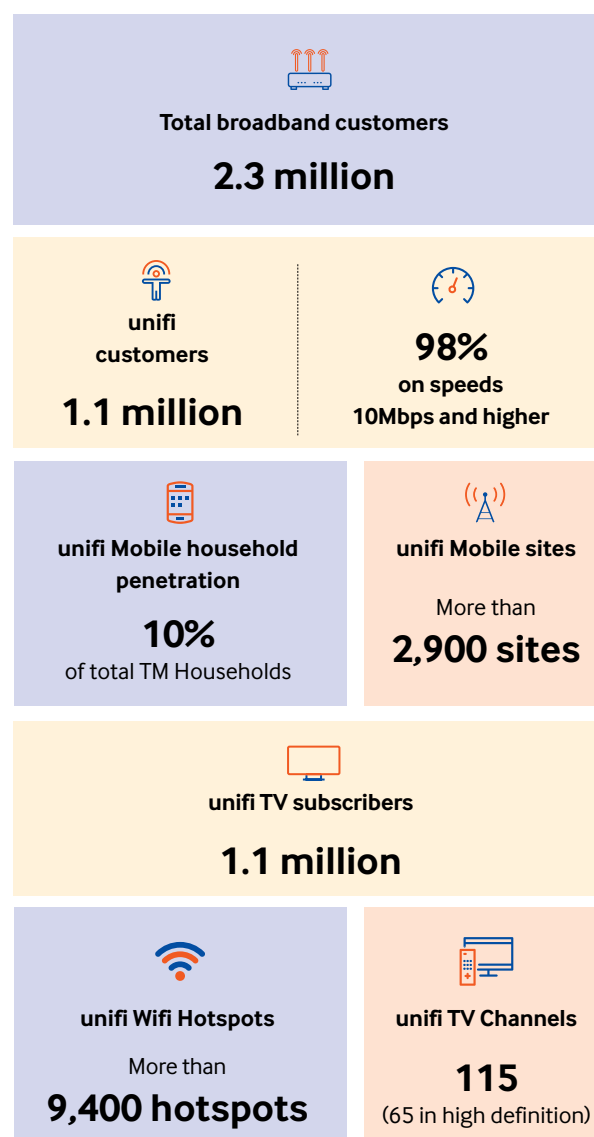 Total broadband customers
2.3 million
unifi
customers
1.1 million
98%
on speeds
10Mbps and higher
unifi Mobile household
penetration
10%
of total TM Households
unifi Mobile sites
More than
2,900 sites
unifi TV subscribers
1.1 million
unifi Wifi Hotspots
More than
9,400 hotspots
unifi TV Channels
115
(65 in high definition)